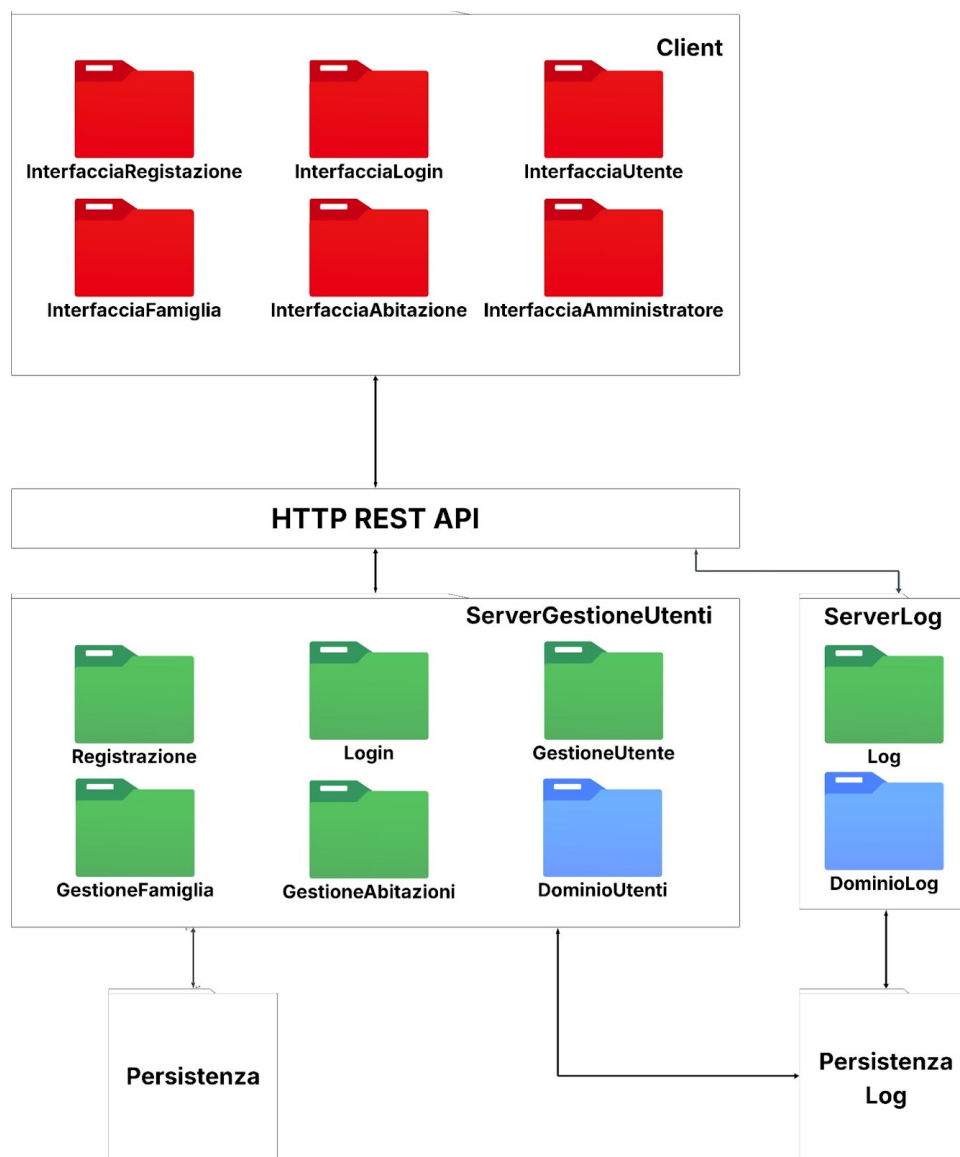 Client
InterfacciaRegistazione
InterfacciaLogin
InterfacciaUtente
InterfacciaFamiglia
InterfacciaAbitazione
InterfacciaAmministratore
HTTP REST API
ServerGestioneUtenti
ServerLog
Registrazione
Login
GestioneUtente
Log
GestioneFamiglia
GestioneAbitazioni
DominioUtenti
DominioLog
Persistenza
Persistenza
Log